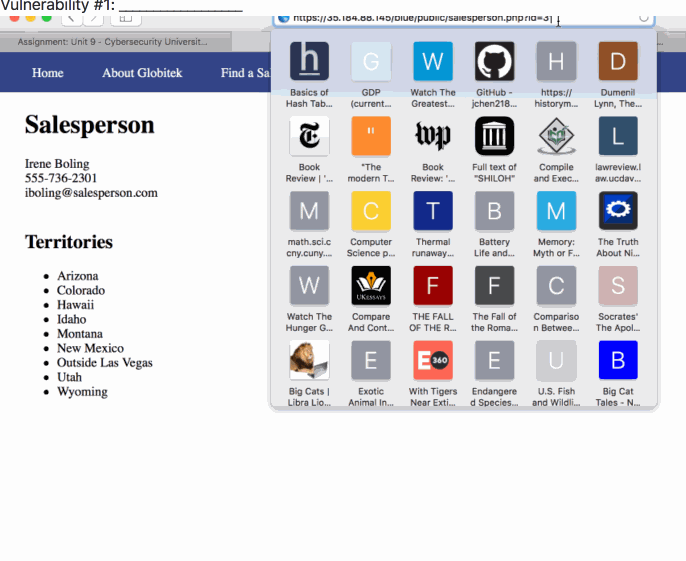 Vulnerability #1: ___________________
https://35.184.88.145/blue/public/salesperson.php?id=3
Assignment: Unit 9 - Cybersecurity Universit...
Home About Globitek Find a Sa
Salesperson
Irene Boling
555-736-2301
iboling@salesperson.com
Territories
Arizona
Colorado
Hawaii
Idaho
Montana
New Mexico
Outside Las Vegas
Utah
Wyoming
h G W H D
Basics of Hash Tab...
GDP (current...
Watch The Greatest...
GitHub - jchen218...
https:// historym...
Dumenil Lynn, The...
T " wp L
Book Review | '...
"The modern T...
Book Review: '...
Full text of "SHILOH"
Compile and Exec...
lawreview.l aw.ucdav...
M C T B M
math.sci.c cny.cuny....
Computer Science p...
Thermal runaway...
Battery Life and...
Memory: Myth or F...
The Truth About Ni...
W UKESSAYS F F C S
Watch The Hunger G...
Compare And Cont...
THE FALL OF THE R...
The Fall of the Roma...
Compariso n Betwee...
Socrates' The Apol...
E E360 E U B
Big Cats | Libra Lio...
Exotic Animal In...
With Tigers Near Exti...
Endangere d Species...
U.S. Fish and Wildli...
Big Cat Tales - N...